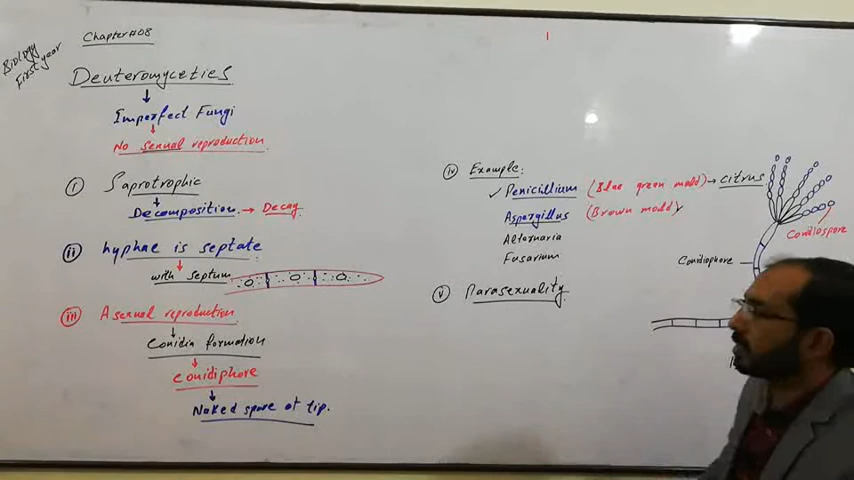 Biology
First year
Chapter#08
Deuteromyceties
Imperfect Fungi
No sexual reproduction
(i) Saprotrophic
Decomposition → Decay
(ii) hyphae is septate
with septum
(iii) Asexual reproduction
Conidia formation
Conidiphore
Naked spore at tip.
(iv) Example:
✓ Penicillium (Blue green mold) → citrus
Aspergillus (Brown mold)
Alternaria
Fusarium
(v) Parasexuality
Conidiospore
Conidiophore